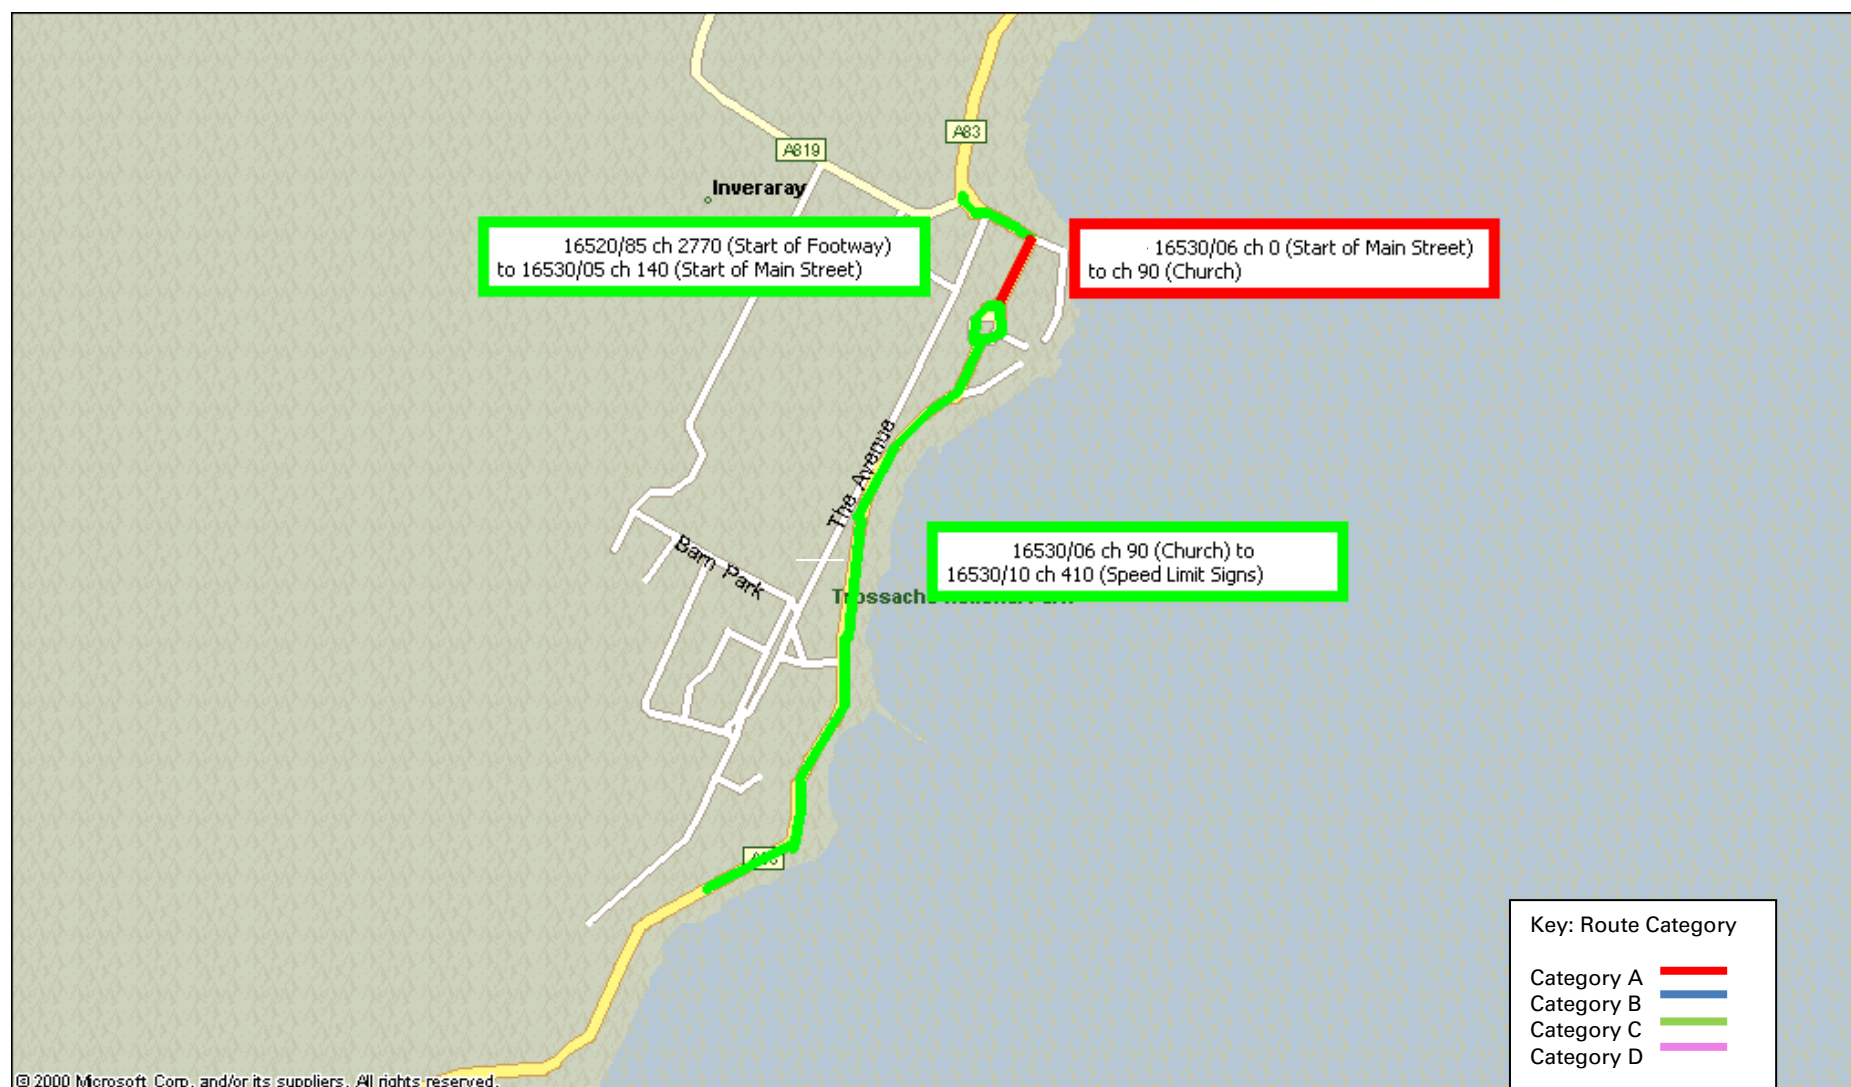 A83
A819
Inveraray
16520/85 ch 2770 (Start of Footway)
to 16530/05 ch 140 (Start of Main Street)
16530/06 ch 0 (Start of Main Street)
to ch 90 (Church)
The Avenue
Barn Park
16530/06 ch 90 (Church) to
16530/10 ch 410 (Speed Limit Signs)
Key: Route Category
Category A
Category B
Category C
Category D
© 2000 Microsoft Corp. and/or its suppliers. All rights reserved.